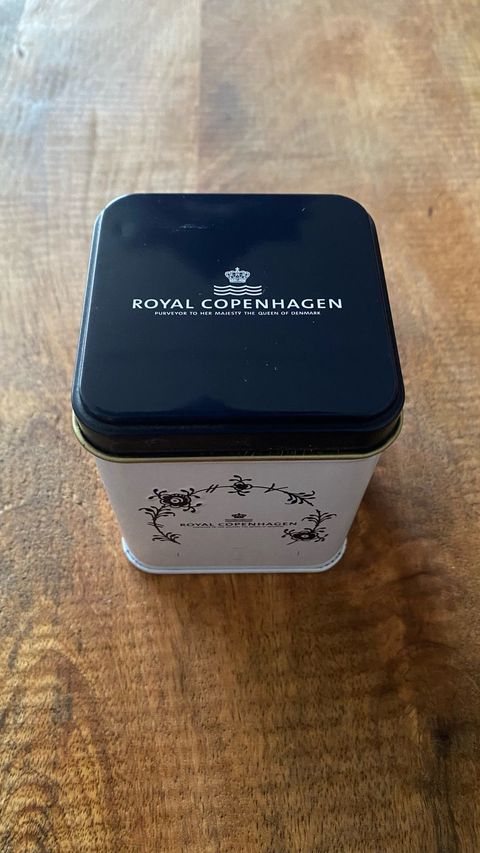 ROYAL COPENHAGEN
PURVEYOR TO HER MAJESTY THE QUEEN OF DENMARK
ROYAL COPENHAGEN